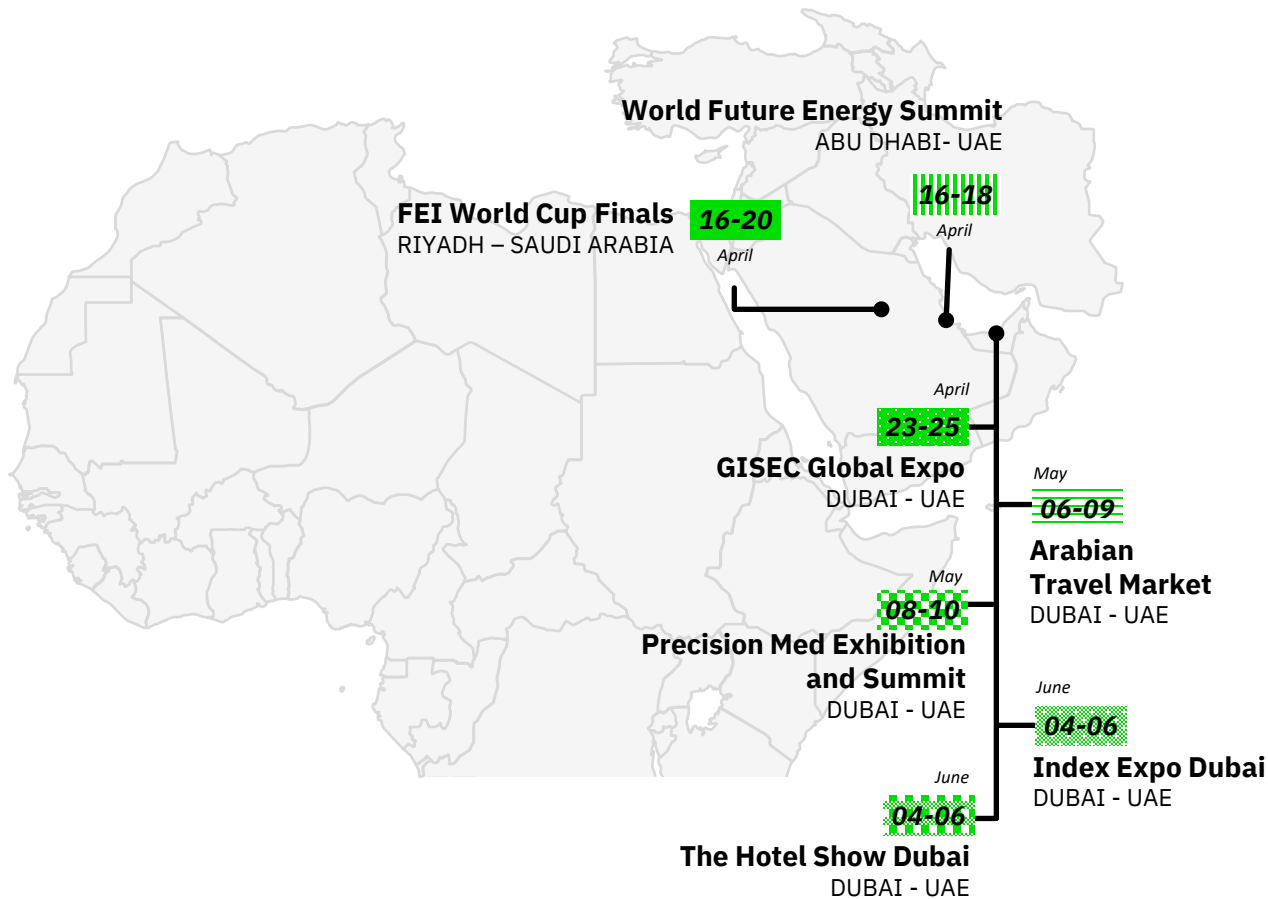 World Future Energy Summit
ABU DHABI- UAE
16-18
April
FEI World Cup Finals
RIYADH – SAUDI ARABIA
16-20
April
April
23-25
GISEC Global Expo
DUBAI - UAE
May
06-09
Arabian
Travel Market
DUBAI - UAE
May
08-10
Precision Med Exhibition
and Summit
DUBAI - UAE
June
04-06
Index Expo Dubai
DUBAI - UAE
June
04-06
The Hotel Show Dubai
DUBAI - UAE